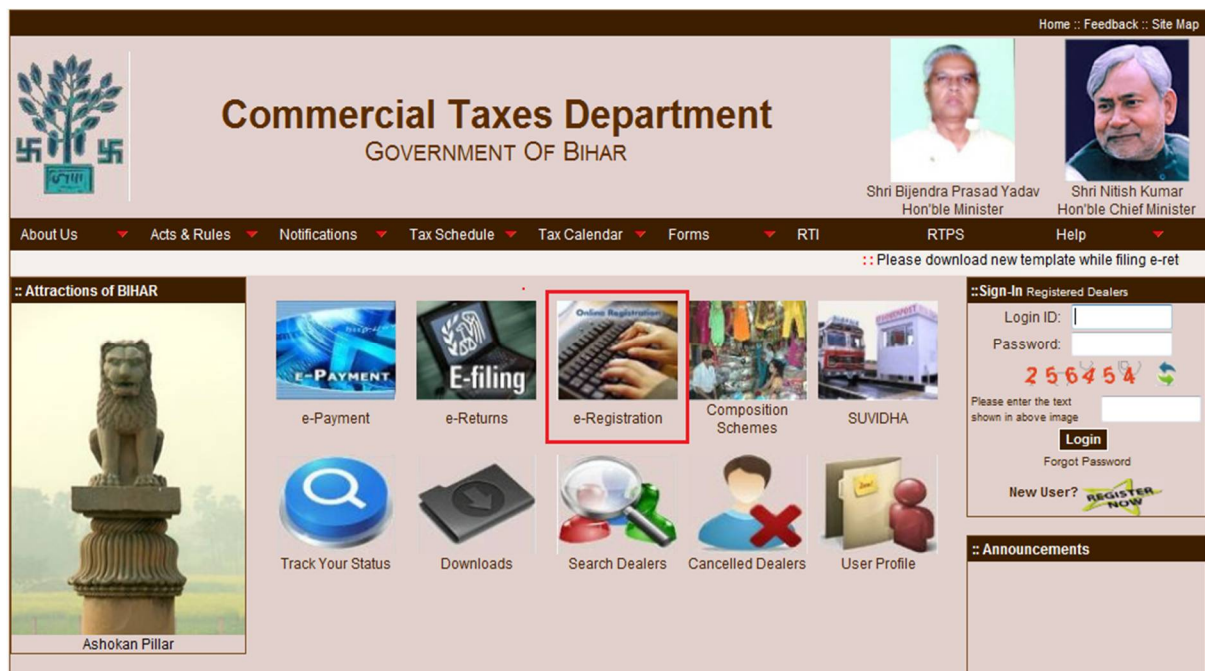 Home :: Feedback :: Site Map
Commercial Taxes Department
GOVERNMENT OF BIHAR
Shri Bijendra Prasad Yadav
Hon'ble Minister
Shri Nitish Kumar
Hon'ble Chief Minister
About Us Acts & Rules Notifications Tax Schedule Tax Calendar Forms RTI RTPS Help
:: Please download new template while filing e-ret
:: Attractions of BIHAR
Ashokan Pillar
e-PAYMENT
E-filing
Online Registration
e-Payment e-Returns e-Registration Composition Schemes SUVIDHA
Track Your Status Downloads Search Dealers Cancelled Dealers User Profile
::Sign-In Registered Dealers
Login ID:
Password:
256454
Please enter the text
shown in above image
Login
Forgot Password
New User? REGISTER NOW
:: Announcements